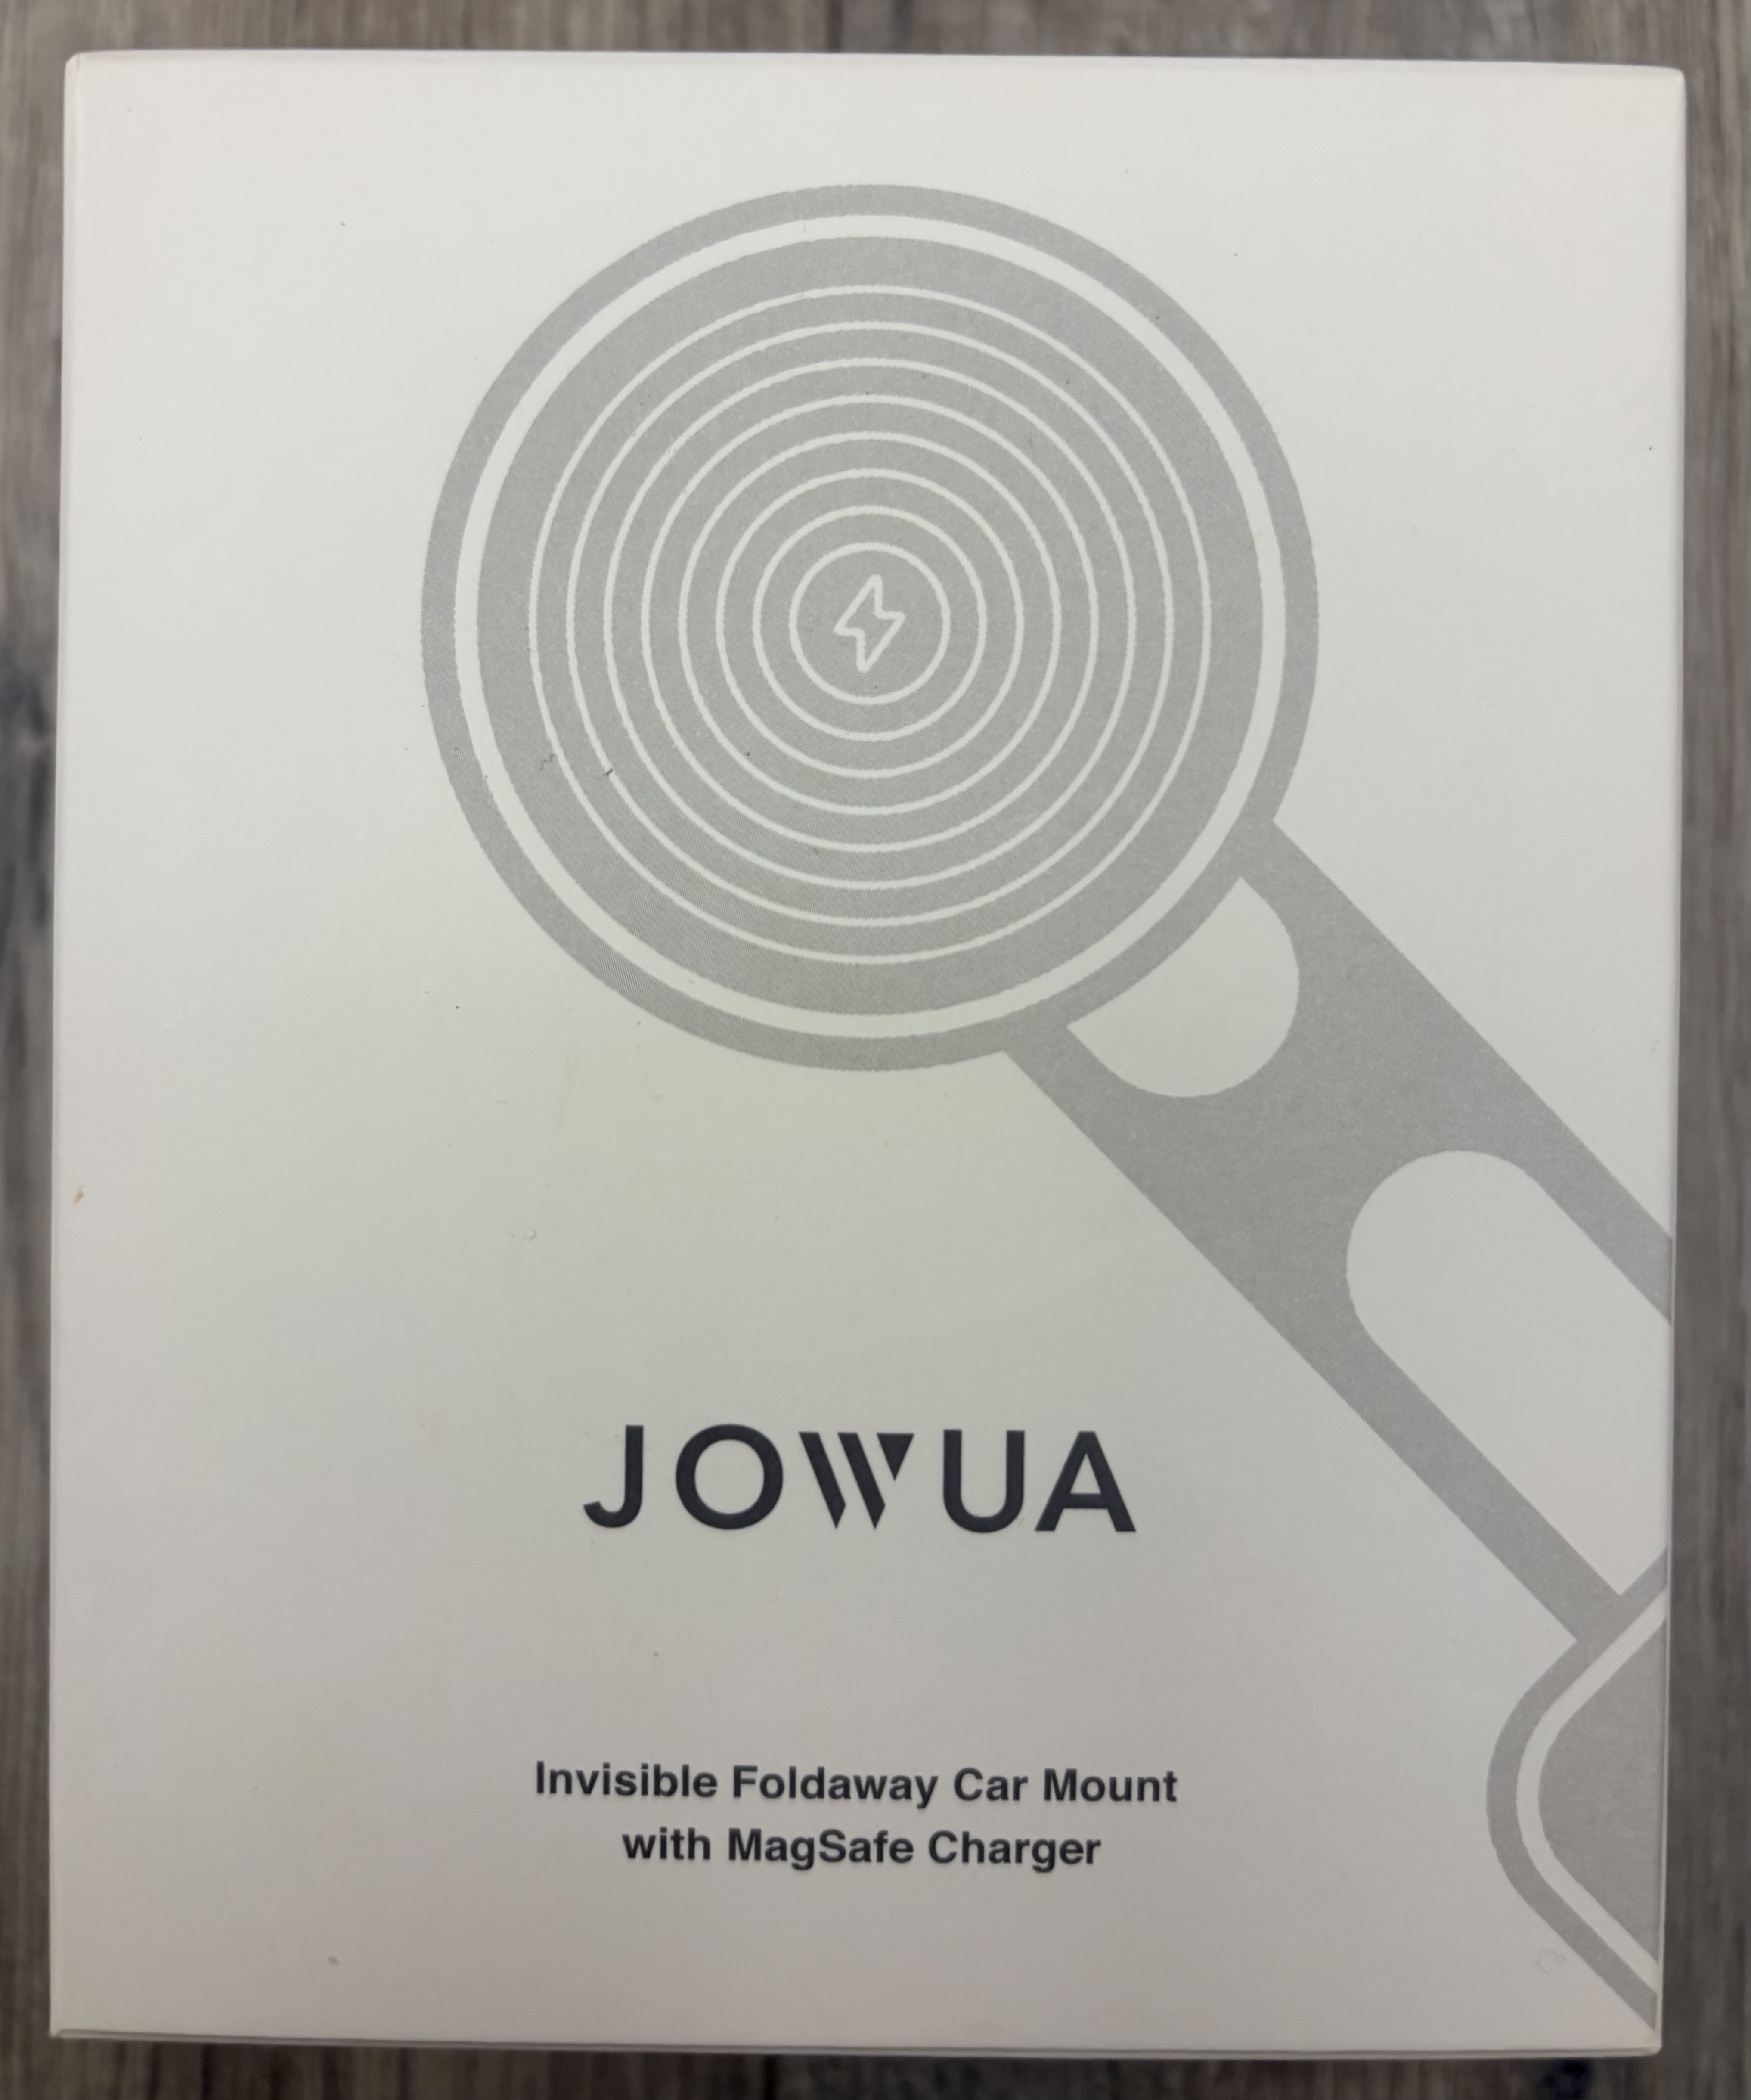 JOWUA
Invisible Foldaway Car Mount
with MagSafe Charger